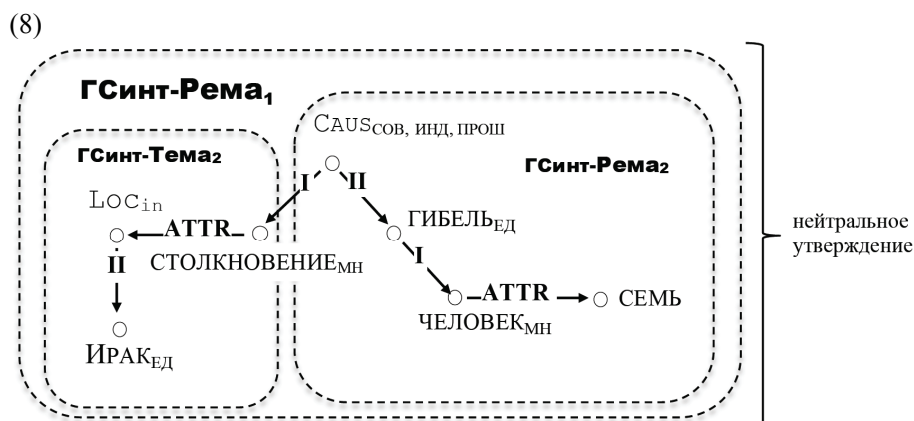 (8)
ГСинт-Рема1
CAUSСОВ, ИНД, ПРОШ
ГСинт-Тема2
ГСинт-Рема2
I
II
Locin
ГИБЕЛЬЕД
ATTR
I
СТОЛКНОВЕНИЕМН
II
ATTR
СЕМЬ
ЧЕЛОВЕКМН
ИРАКЕД
нейтральное
утверждение